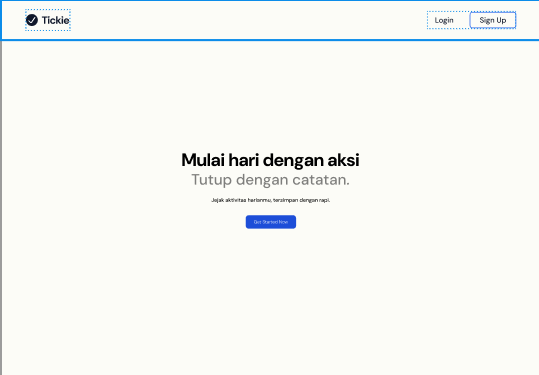 Tickie
Login
Sign Up
Mulai hari dengan aksi
Tutup dengan catatan.
Jejak aktivitas harianmu, tersimpan dengan rapi.
Get Started Now